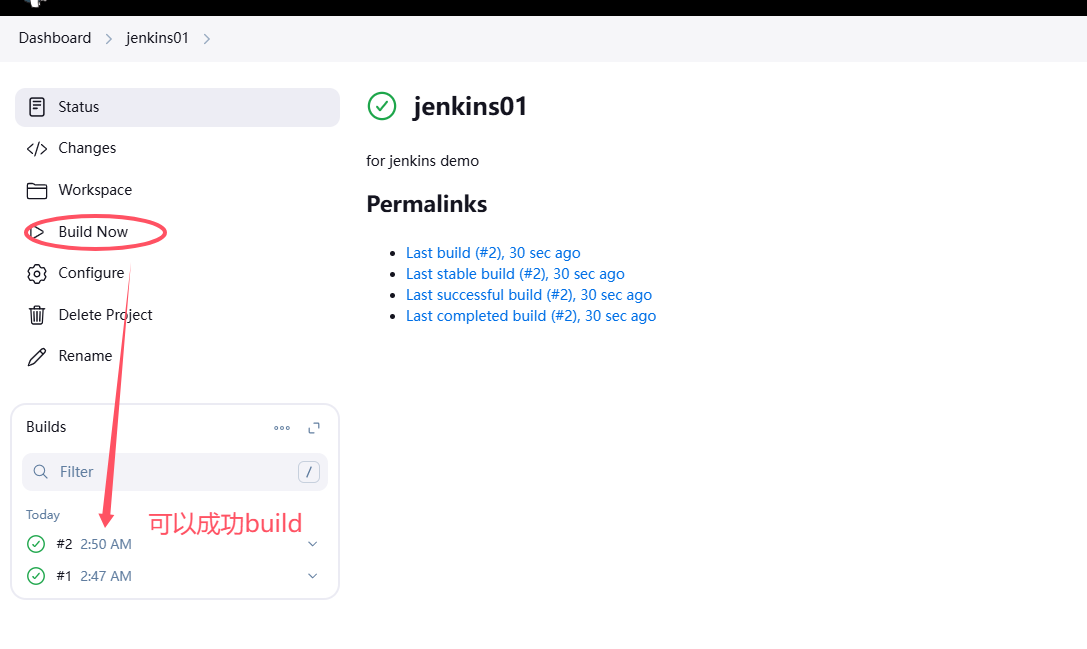 Dashboard
jenkins01
Status
Changes
Workspace
Build Now
Configure
Delete Project
Rename
Builds
Filter
/
Today
#2 2:50 AM
#1 2:47 AM
可以成功build
jenkins01
for jenkins demo
Permalinks
Last build (#2), 30 sec ago
Last stable build (#2), 30 sec ago
Last successful build (#2), 30 sec ago
Last completed build (#2), 30 sec ago